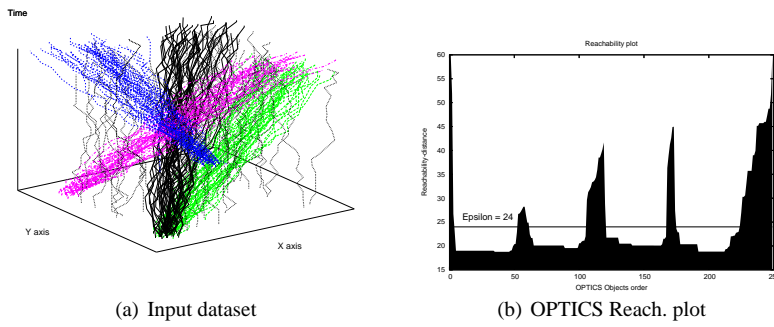 Time
Y axis
X axis
(a) Input dataset
Reachability plot
60
55
50
45
40
35
30
25
20
15
Reachability-distance
Epsilon = 24
0
50
100
150
200
25
OPTICS Objects order
(b) OPTICS Reach. plot